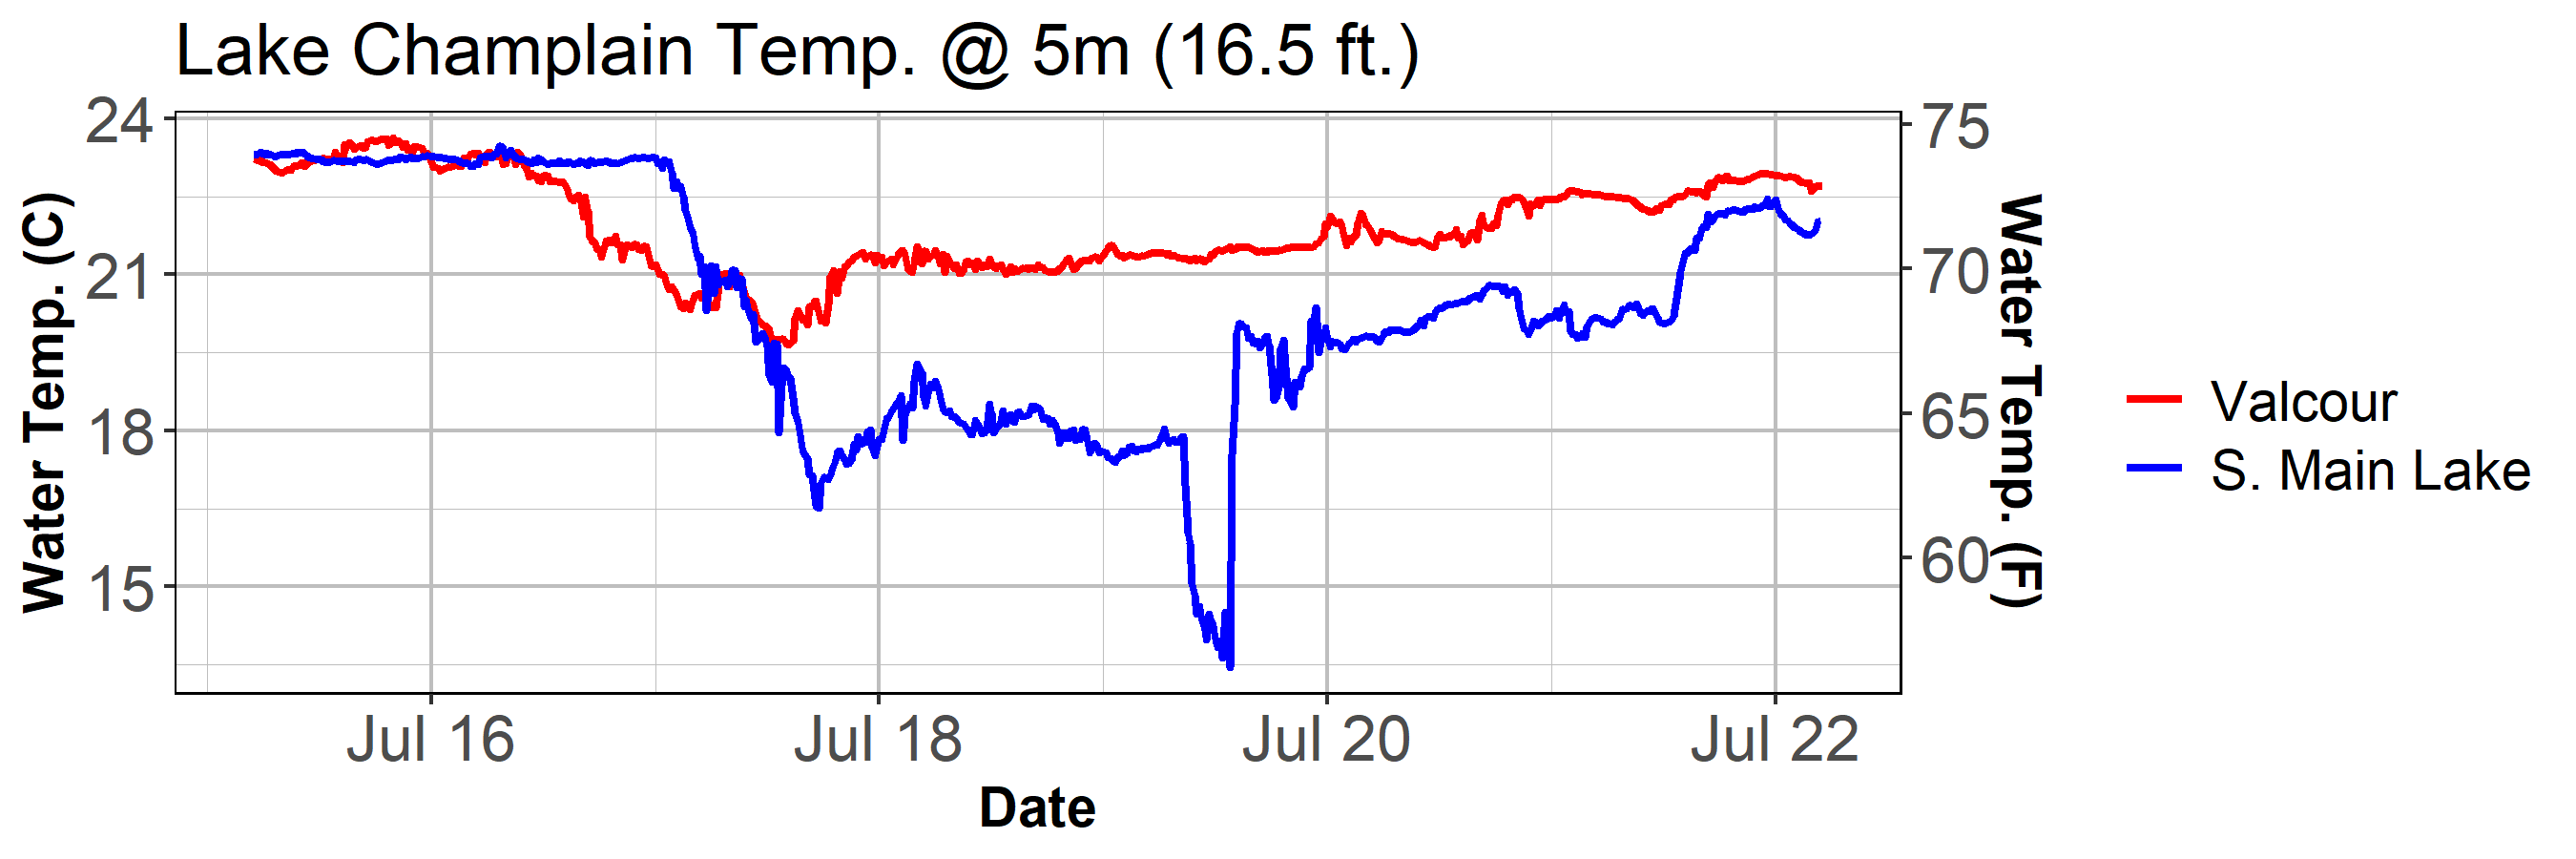 Lake Champlain Temp. @ 5m (16.5 ft.)
Water Temp. (C)
24
21
18
15
75
70
65
60
Water Temp. (F)
Jul 16
Jul 18
Jul 20
Jul 22
Date
Valcour
S. Main Lake